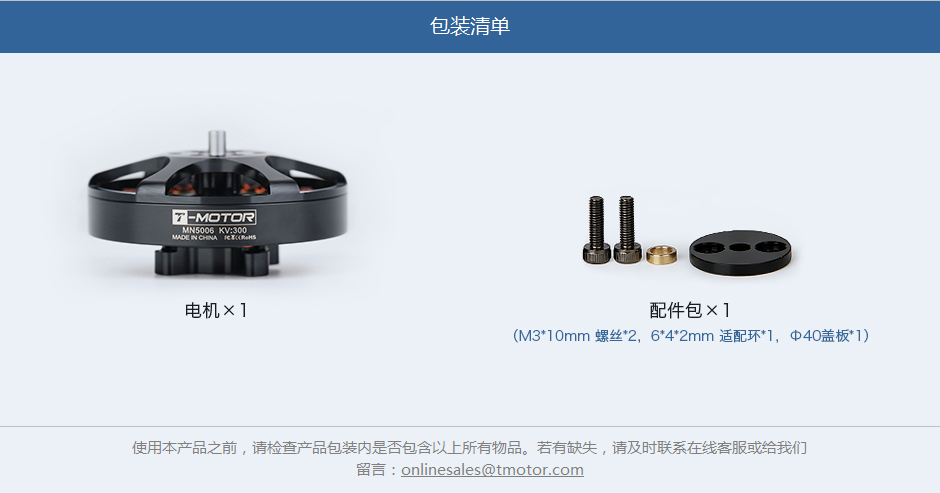 包装清单
T-MOTOR
MN5006 KV:300
MADE IN CHINA RoHS
电机×1
配件包×1
（M3*10mm 螺丝*2，6*4*2mm 适配环*1，Φ40盖板*1）
使用本产品之前，请检查产品包装内是否包含以上所有物品。若有缺失，请及时联系在线客服或给我们
留言：onlinesales@tmotor.com